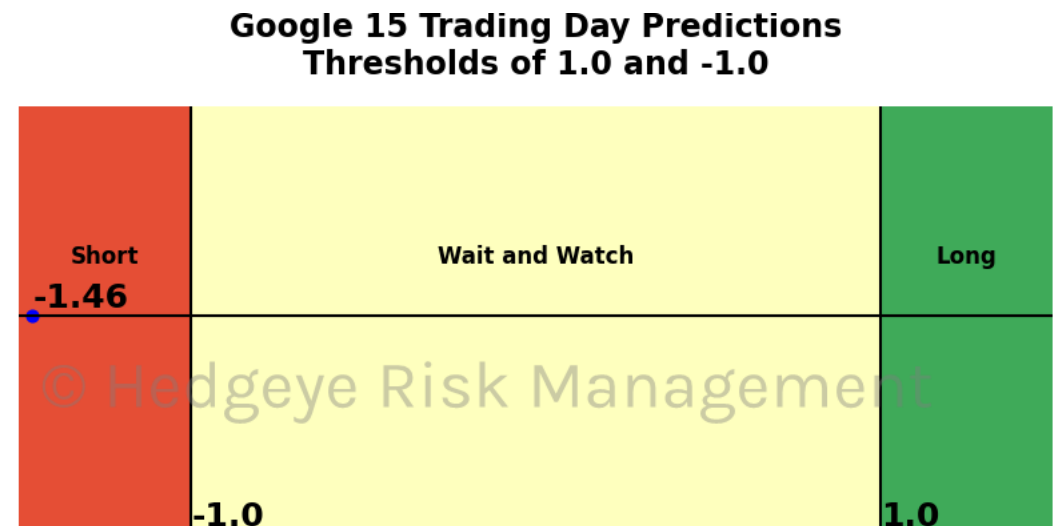 Google 15 Trading Day Predictions
Thresholds of 1.0 and -1.0
Short
Wait and Watch
Long
-1.46
© Hedgeye Risk Management
-1.0
1.0